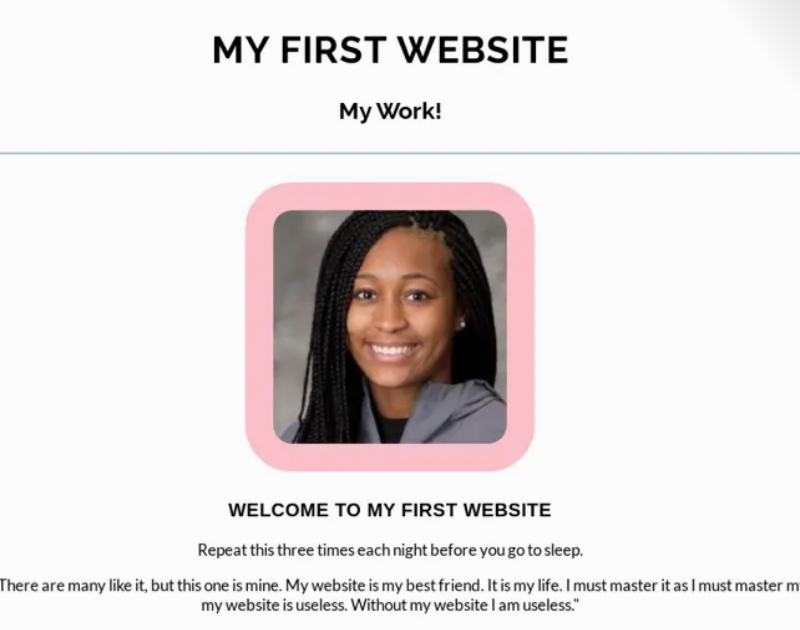 MY FIRST WEBSITE
My Work!
WELCOME TO MY FIRST WEBSITE
Repeat this three times each night before you go to sleep.
There are many like it, but this one is mine. My website is my best friend. It is my life. I must master it as I must master
my website is useless. Without my website I am useless."